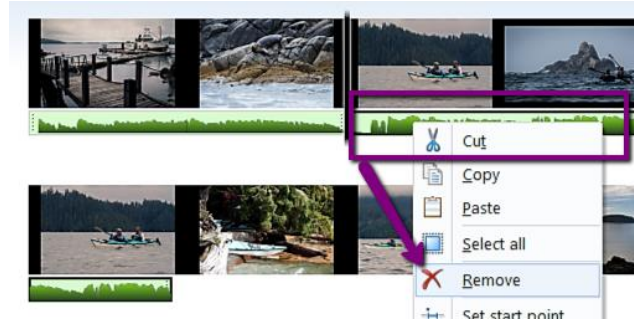 Cut
Copy
Paste
Select all
Remove
Set start point